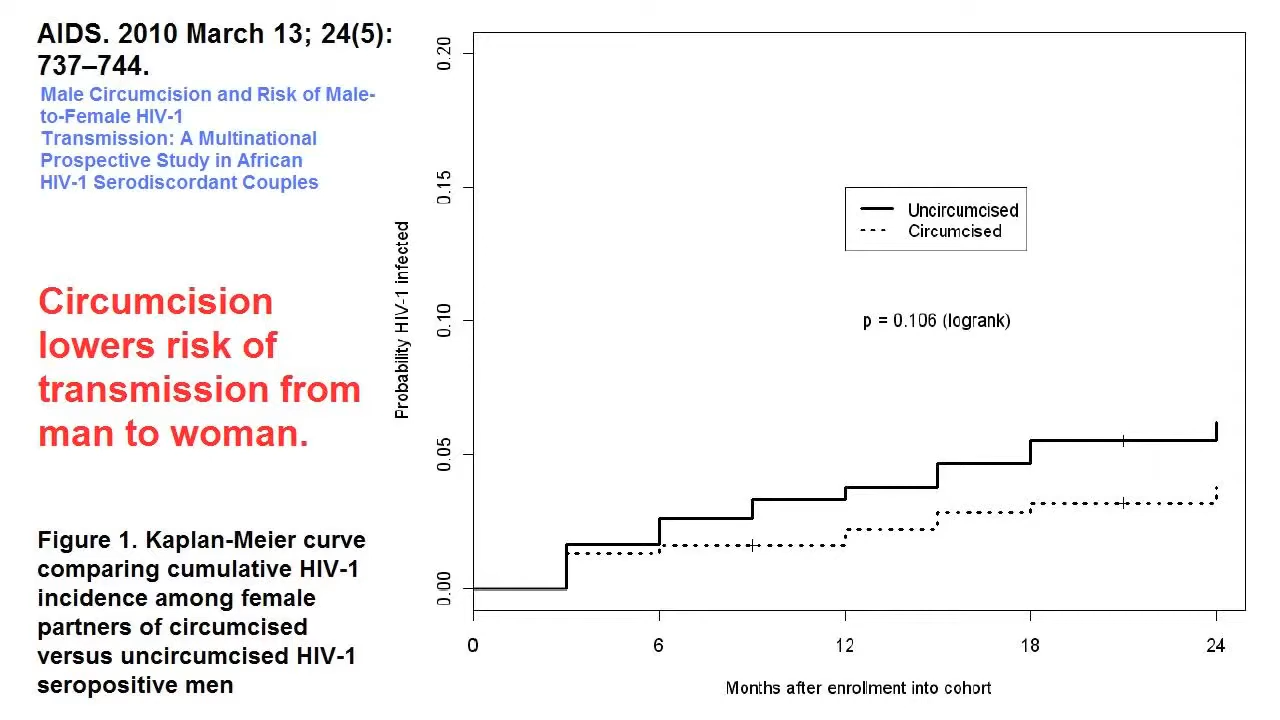 AIDS. 2010 March 13; 24(5):
737–744.
Male Circumcision and Risk of Male-
to-Female HIV-1
Transmission: A Multinational
Prospective Study in African
HIV-1 Serodiscordant Couples
Circumcision
lowers risk of
transmission from
man to woman.
Figure 1. Kaplan-Meier curve
comparing cumulative HIV-1
incidence among female
partners of circumcised
versus uncircumcised HIV-1
seropositive men
Probability HIV-1 infected
0.20
0.15
0.10
0.05
0.00
Uncircumcised
Circumcised
p = 0.106 (logrank)
0 6 12 18 24
Months after enrollment into cohort